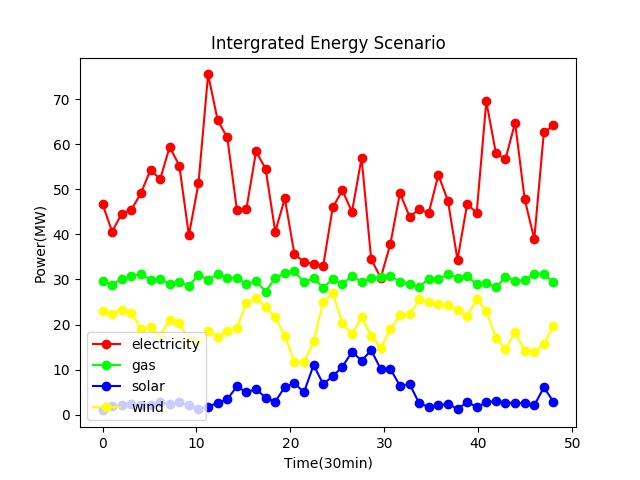 Intergrated Energy Scenario
Power(MW)
70
60
50
40
30
20
10
0
electricity
gas
solar
wind
0 10 20 30 40 50
Time(30min)